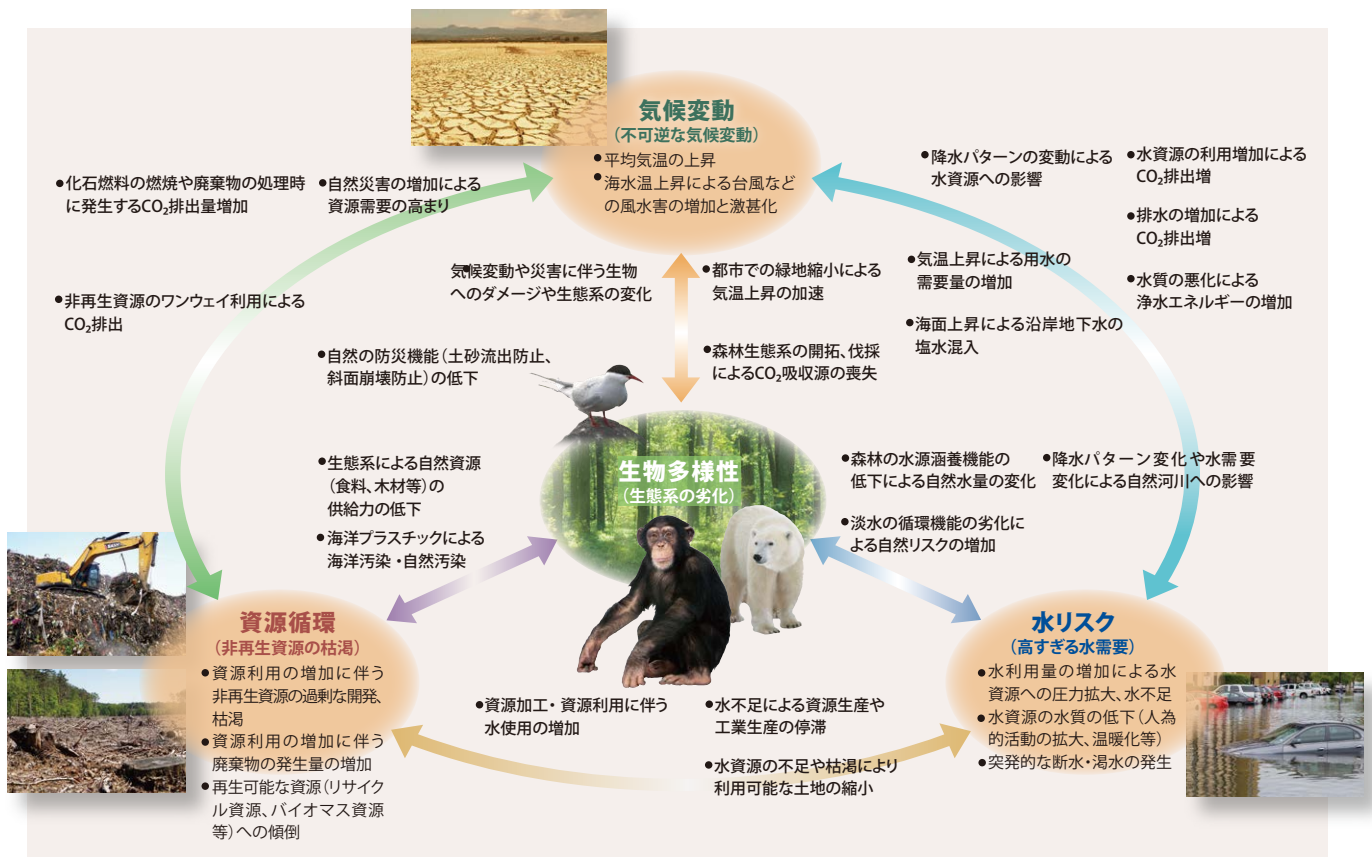 気候変動
(不可逆な気候変動)
●平均気温の上昇
●海水温上昇による台風など
の風水害の増加と激甚化
●化石燃料の燃焼や廃棄物の処理時
に発生するCO₂排出量増加
●自然災害の増加による
資源需要の高まり
●非再生資源のワンウェイ利用による
CO₂排出
●降水パターンの変動による
水資源への影響
●水資源の利用増加による
CO₂排出増
●排水の増加による
CO₂排出増
●気温上昇による用水の
需要量の増加
●水質の悪化による
浄水エネルギーの増加
●海面上昇による沿岸地下水の
塩水混入
●気候変動や災害に伴う生物
へのダメージや生態系の変化
●都市での緑地縮小による
気温上昇の加速
●森林生態系の開拓、伐採
によるCO₂吸収源の喪失
●自然の防災機能(土砂流出防止、
斜面崩壊防止)の低下
●生態系による自然資源
(食料、木材等)の
供給力の低下
●海洋プラスチックによる
海洋汚染・自然汚染
生物多様性
(生態系の劣化)
●森林の水源涵養機能の
低下による自然水量の変化
●降水パターン変化や水需要
変化による自然河川への影響
●淡水の循環機能の劣化に
よる自然リスクの増加
資源循環
(非再生資源の枯渇)
●資源利用の増加に伴う
非再生資源の過剰な開発、
枯渇
●資源利用の増加に伴う
廃棄物の発生量の増加
●再生可能な資源(リサイク
ル資源、バイオマス資源
等)への傾倒
●資源加工・資源利用に伴う
水使用の増加
●水不足による資源生産や
工業生産の停滞
●水資源の不足や枯渇により
利用可能な土地の縮小
水リスク
(高すぎる水需要)
●水利用量の増加による水
資源への圧力拡大、水不足
●水資源の水質の低下(人為
的活動の拡大、温暖化等)
●突発的な断水・渇水の発生